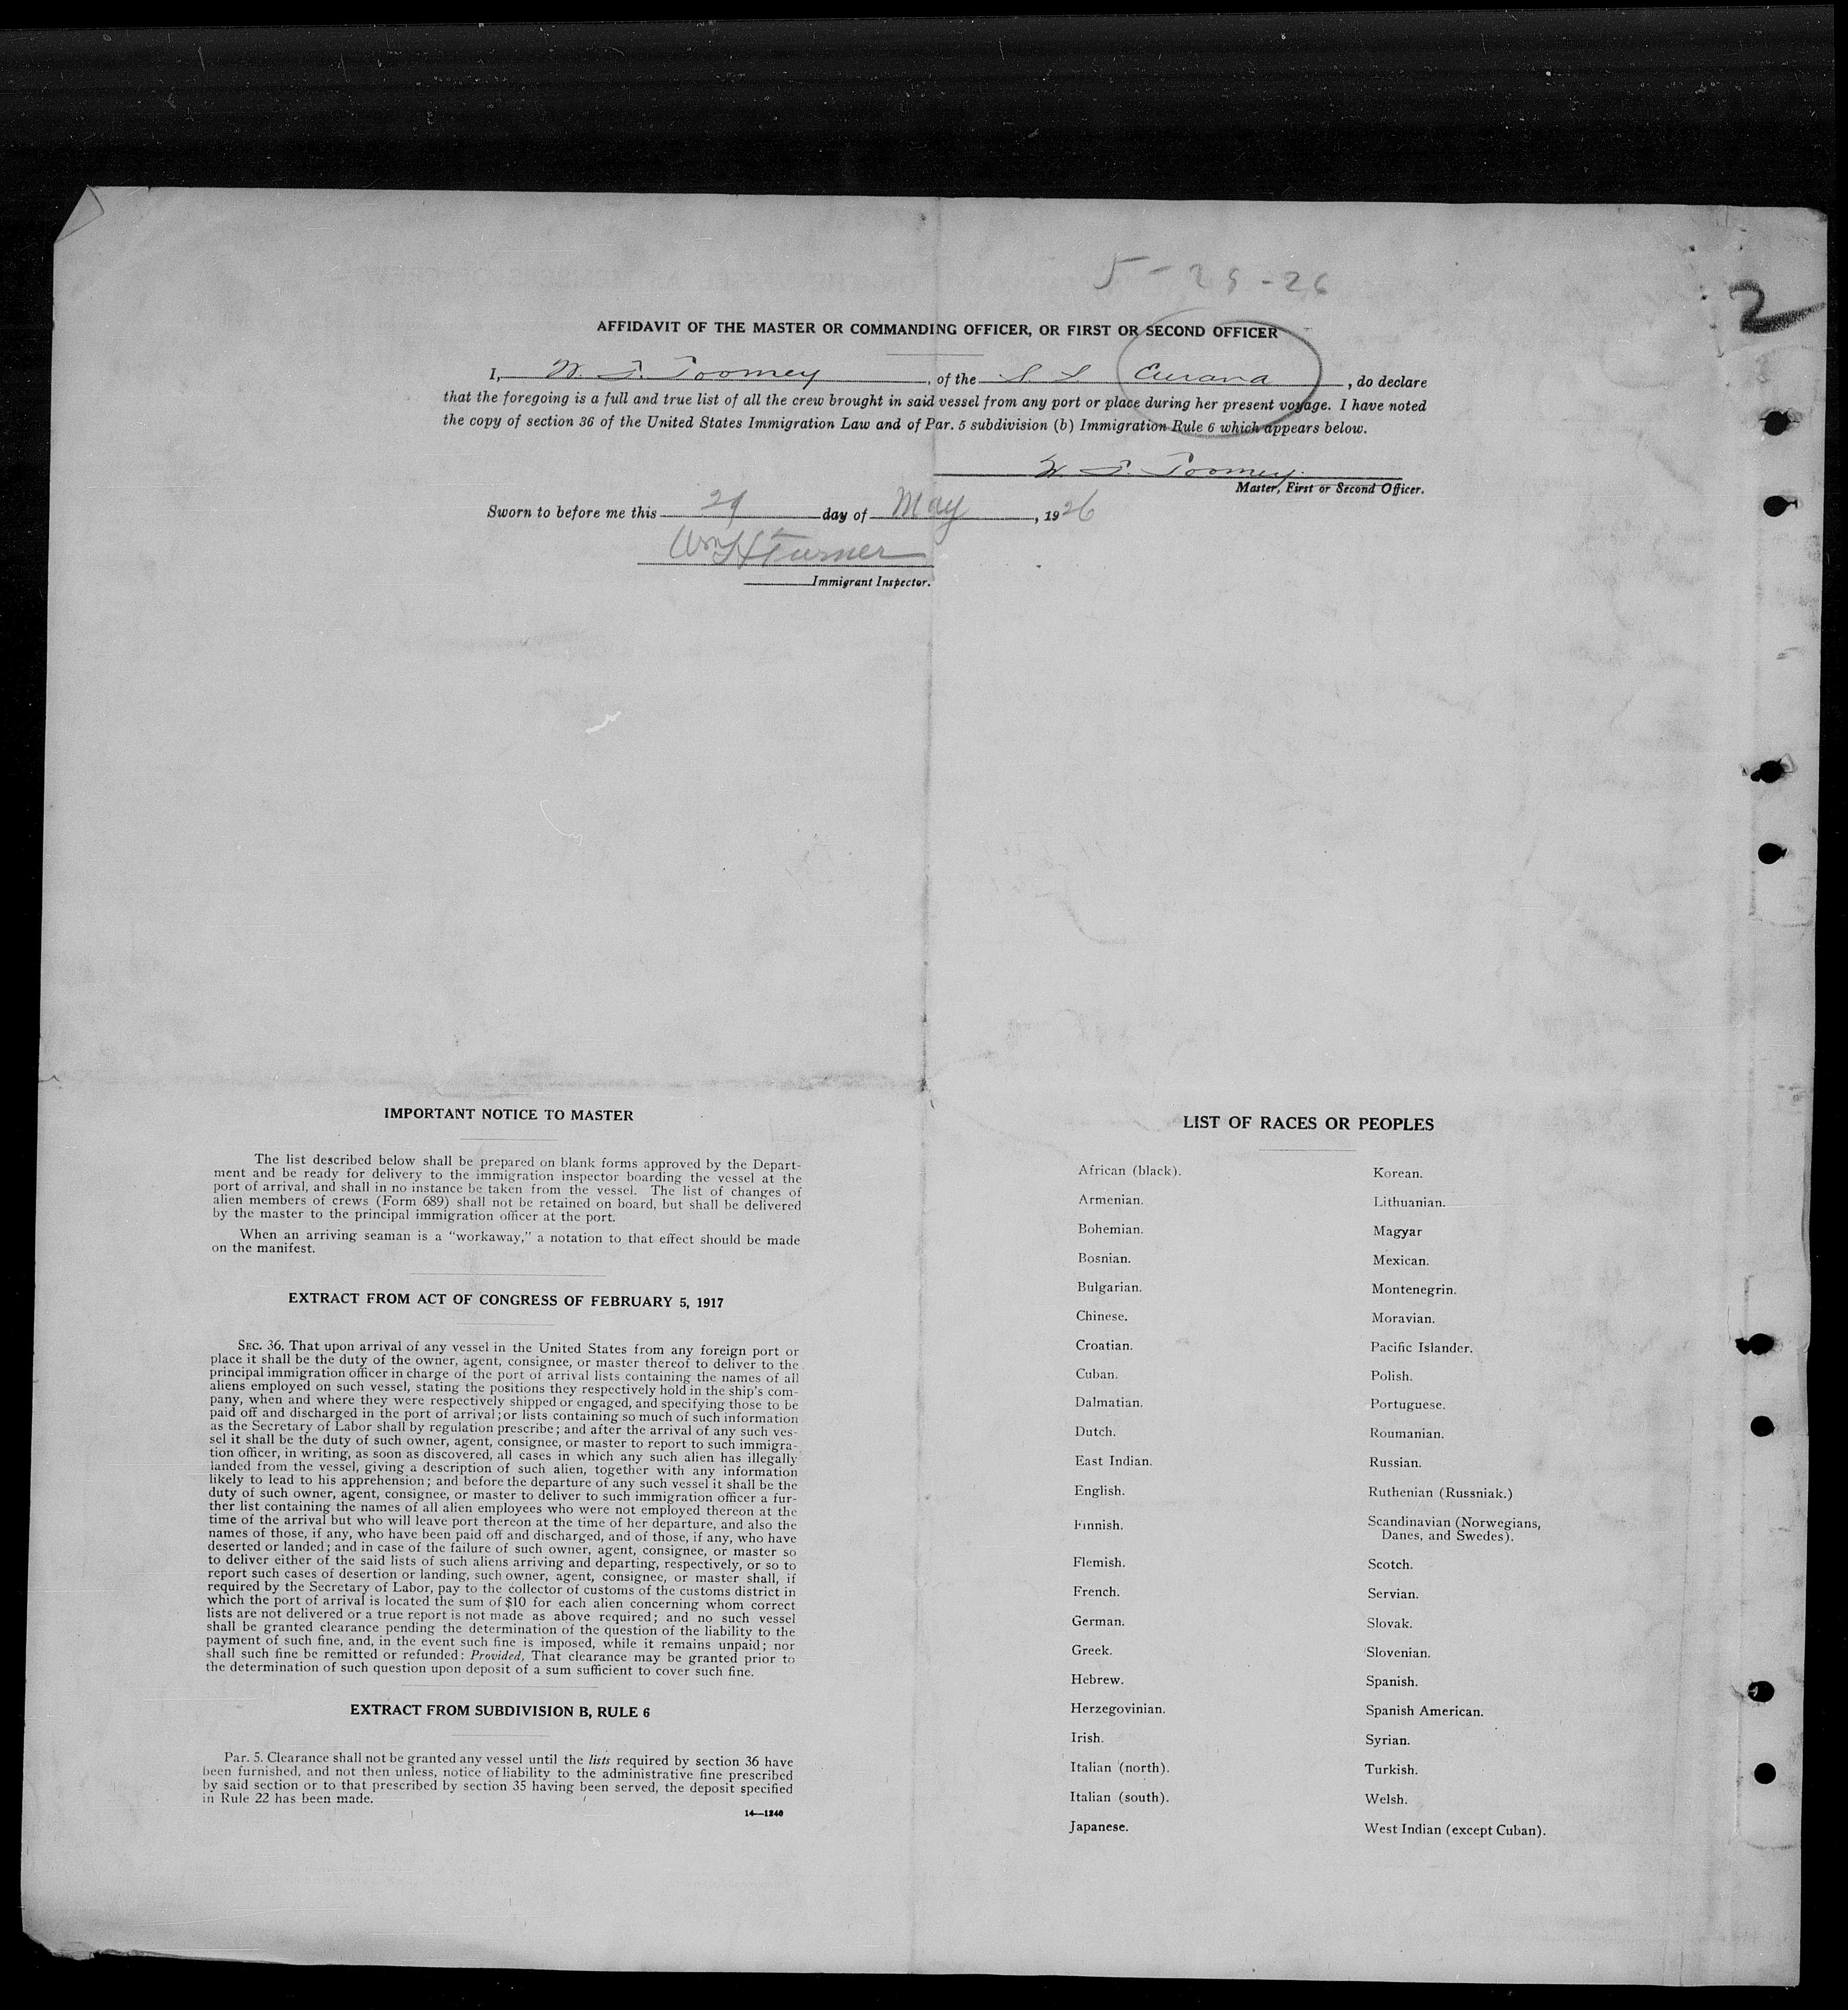 5-29-26
2
AFFIDAVIT OF THE MASTER OR COMMANDING OFFICER, OR FIRST OR SECOND OFFICER
I, W. J. Toomey, of the S. S. , do declare
that the foregoing is a full and true list of all the crew brought in said vessel from any port or place during her present voyage. I have noted
the copy of section 36 of the United States Immigration Law and of Par. 5 subdivision (b) Immigration Rule 6 which appears below.
W. J. Toomey.
Master, First or Second Officer.
Sworn to before me this 29 day of May, 1926
Wm H Turner
Immigrant Inspector.
IMPORTANT NOTICE TO MASTER
The list described below shall be prepared on blank forms approved by the Depart-
ment and be ready for delivery to the immigration inspector boarding the vessel at the
port of arrival, and shall in no instance be taken from the vessel. The list of changes of
alien members of crews (Form 689) shall not be retained on board, but shall be delivered
by the master to the principal immigration officer at the port.
When an arriving seaman is a "workaway," a notation to that effect should be made
on the manifest.
EXTRACT FROM ACT OF CONGRESS OF FEBRUARY 5, 1917
SEC. 36. That upon arrival of any vessel in the United States from any foreign port or
place it shall be the duty of the owner, agent, consignee, or master thereof to deliver to the
principal immigration officer in charge of the port of arrival lists containing the names of all
aliens employed on such vessel, stating the positions they respectively hold in the ship's com-
pany, when and where they were respectively shipped or engaged, and specifying those to be
paid off and discharged in the port of arrival; or lists containing so much of such information
as the Secretary of Labor shall by regulation prescribe; and after the arrival of any such ves-
sel it shall be the duty of such owner, agent, consignee, or master to report to such immigra-
tion officer, in writing, as soon as discovered, all cases in which any such alien has illegally
landed from the vessel, giving a description of such alien, together with any information
likely to lead to his apprehension; and before the departure of any such vessel it shall be the
duty of such owner, agent, consignee, or master to deliver to such immigration officer a fur-
ther list containing the names of all alien employees who were not employed thereon at the
time of the arrival but who will leave port thereon at the time of her departure, and also the
names of those, if any, who have been paid off and discharged, and of those, if any, who have
deserted or landed; and in case of the failure of such owner, agent, consignee, or master so
to deliver either of the said lists of such aliens arriving and departing, respectively, or so to
report such cases of desertion or landing, such owner, agent, consignee, or master shall, if
required by the Secretary of Labor, pay to the collector of customs of the customs district in
which the port of arrival is located the sum of $10 for each alien concerning whom correct
lists are not delivered or a true report is not made as above required; and no such vessel
shall be granted clearance pending the determination of the question of the liability to the
payment of such fine, and, in the event such fine is imposed, while it remains unpaid; nor
shall such fine be remitted or refunded: Provided, That clearance may be granted prior to
the determination of such question upon deposit of a sum sufficient to cover such fine.
EXTRACT FROM SUBDIVISION B, RULE 6
Par. 5. Clearance shall not be granted any vessel until the lists required by section 36 have
been furnished, and not then unless, notice of liability to the administrative fine prescribed
by said section or to that prescribed by section 35 having been served, the deposit specified
in Rule 22 has been made.
14—1240
LIST OF RACES OR PEOPLES
African (black).
Armenian.
Bohemian.
Bosnian.
Bulgarian.
Chinese.
Croatian.
Cuban.
Dalmatian.
Dutch.
East Indian.
English.
Finnish.
Flemish.
French.
German.
Greek.
Hebrew.
Herzegovinian.
Irish.
Italian (north).
Italian (south).
Japanese.
Korean.
Lithuanian.
Magyar
Mexican.
Montenegrin.
Moravian.
Pacific Islander.
Polish.
Portuguese.
Roumanian.
Russian.
Ruthenian (Russniak.)
Scandinavian (Norwegians,
Danes, and Swedes).
Scotch.
Servian.
Slovak.
Slovenian.
Spanish.
Spanish American.
Syrian.
Turkish.
Welsh.
West Indian (except Cuban).